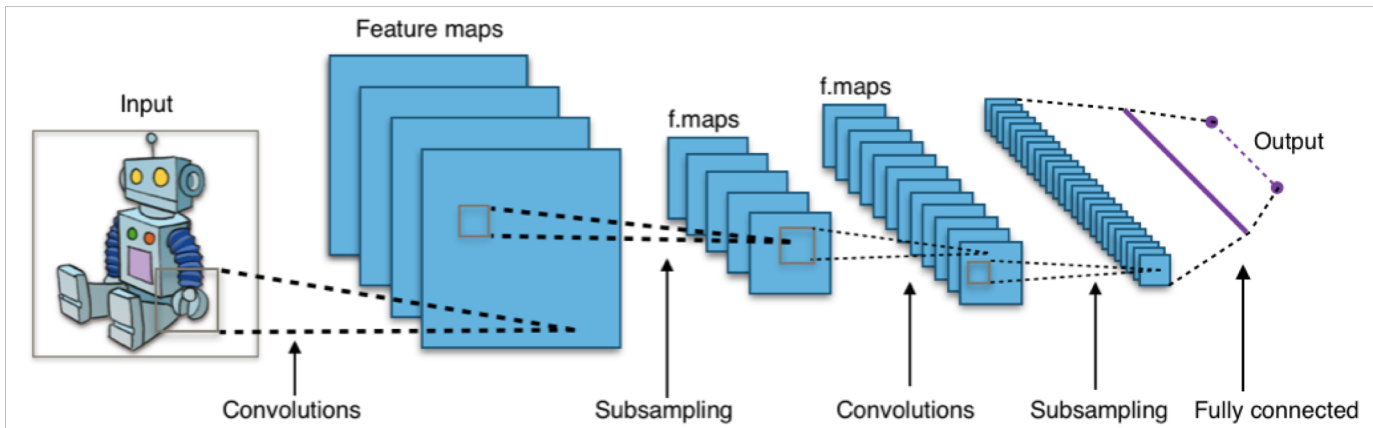 Input
Feature maps
f.maps
f.maps
Output
Convolutions
Subsampling
Convolutions
Subsampling
Fully connected